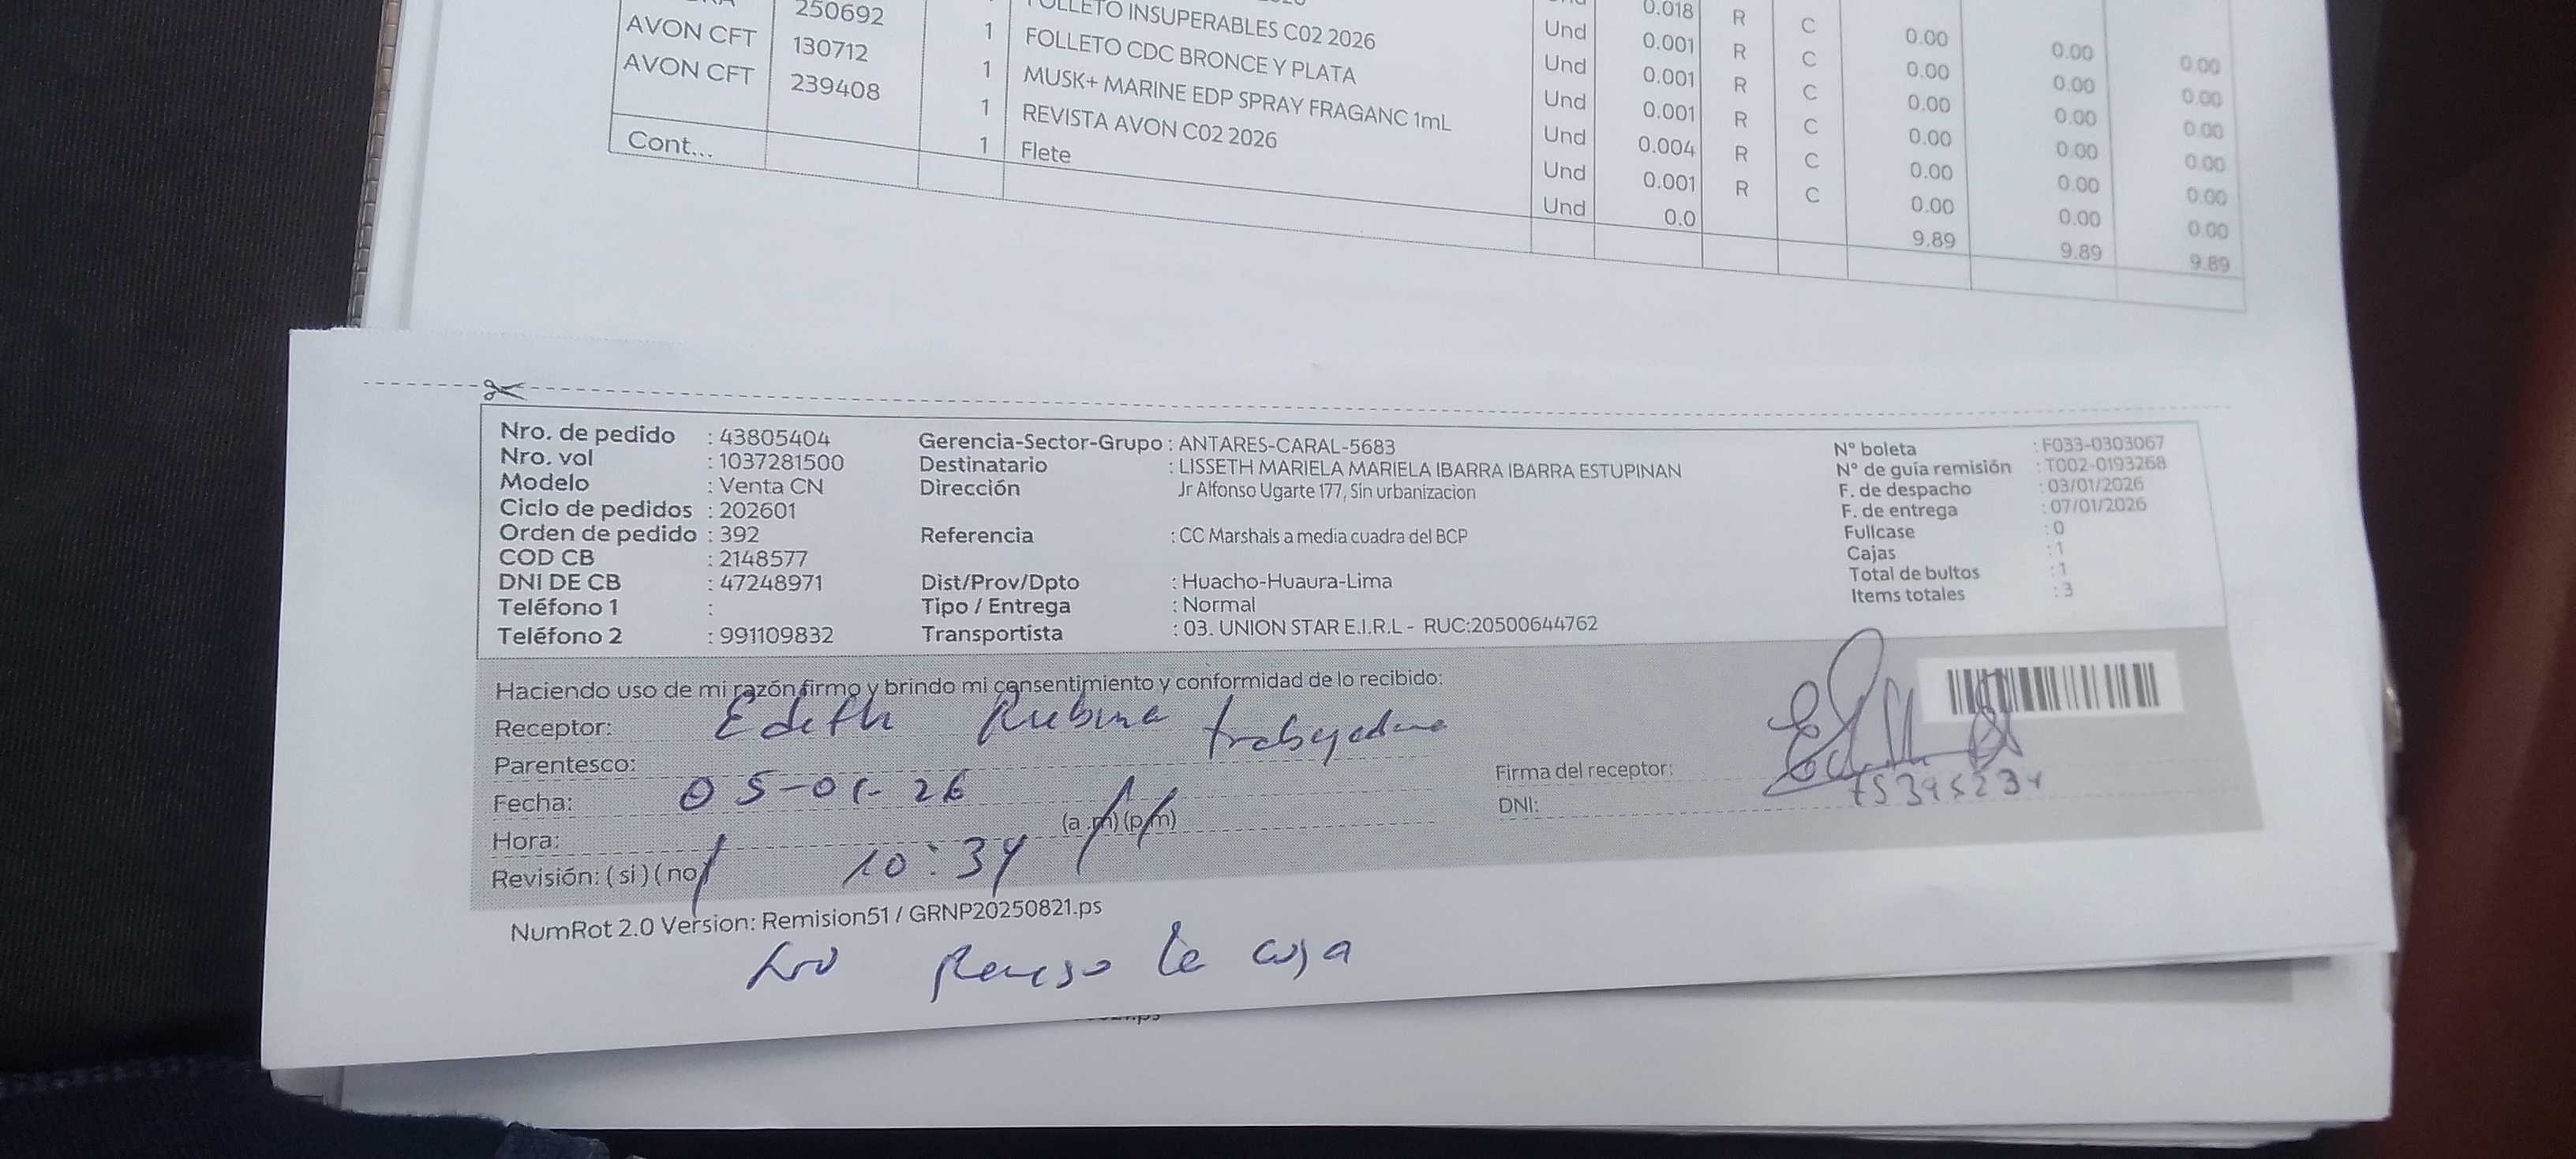 250692 1 FOLLETO INSUPERABLES C02 2026 Und 0.018 R C 0.00 0.00 0.00
AVON CFT 130712 1 FOLLETO CDC BRONCE Y PLATA Und 0.001 R C 0.00 0.00 0.00
AVON CFT 239408 1 MUSK+ MARINE EDP SPRAY FRAGANC 1mL Und 0.001 R C 0.00 0.00 0.00
1 REVISTA AVON C02 2026 Und 0.001 R C 0.00 0.00 0.00
Cont... 1 Flete Und 0.004 R C 0.00 0.00 0.00
Und 0.001 R C 0.00 0.00 0.00
0.0 9.89 9.89 9.89
Nro. de pedido : 43805404 Gerencia-Sector-Grupo : ANTARES-CARAL-5683 N° boleta : F033-0303067
Nro. vol : 1037281500 Destinatario : LISSETH MARIELA MARIELA IBARRA IBARRA ESTUPINAN N° de guía remisión : T002-0193268
Modelo : Venta CN Dirección Jr Alfonso Ugarte 177, Sin urbanizacion F. de despacho : 03/01/2026
Ciclo de pedidos : 202601 F. de entrega : 07/01/2026
Orden de pedido : 392 Referencia : CC Marshals a media cuadra del BCP Fullcase : 0
COD CB : 2148577 Cajas : 1
DNI DE CB : 47248971 Dist/Prov/Dpto : Huacho-Huaura-Lima Total de bultos : 1
Teléfono 1 : Tipo / Entrega : Normal Items totales : 3
Teléfono 2 : 991109832 Transportista : 03. UNION STAR E.I.R.L - RUC:20500644762
Haciendo uso de mi razón firmo y brindo mi consentimiento y conformidad de lo recibido:
Receptor: Edith Rubina trabajadora
Parentesco: Firma del receptor:
Fecha: 05-01-26 DNI: 75395234
Hora: 10:34 (a.m) (p.m)
Revisión: (si) (no)
NumRot 2.0 Version: Remision51 / GRNP20250821.ps
la caja